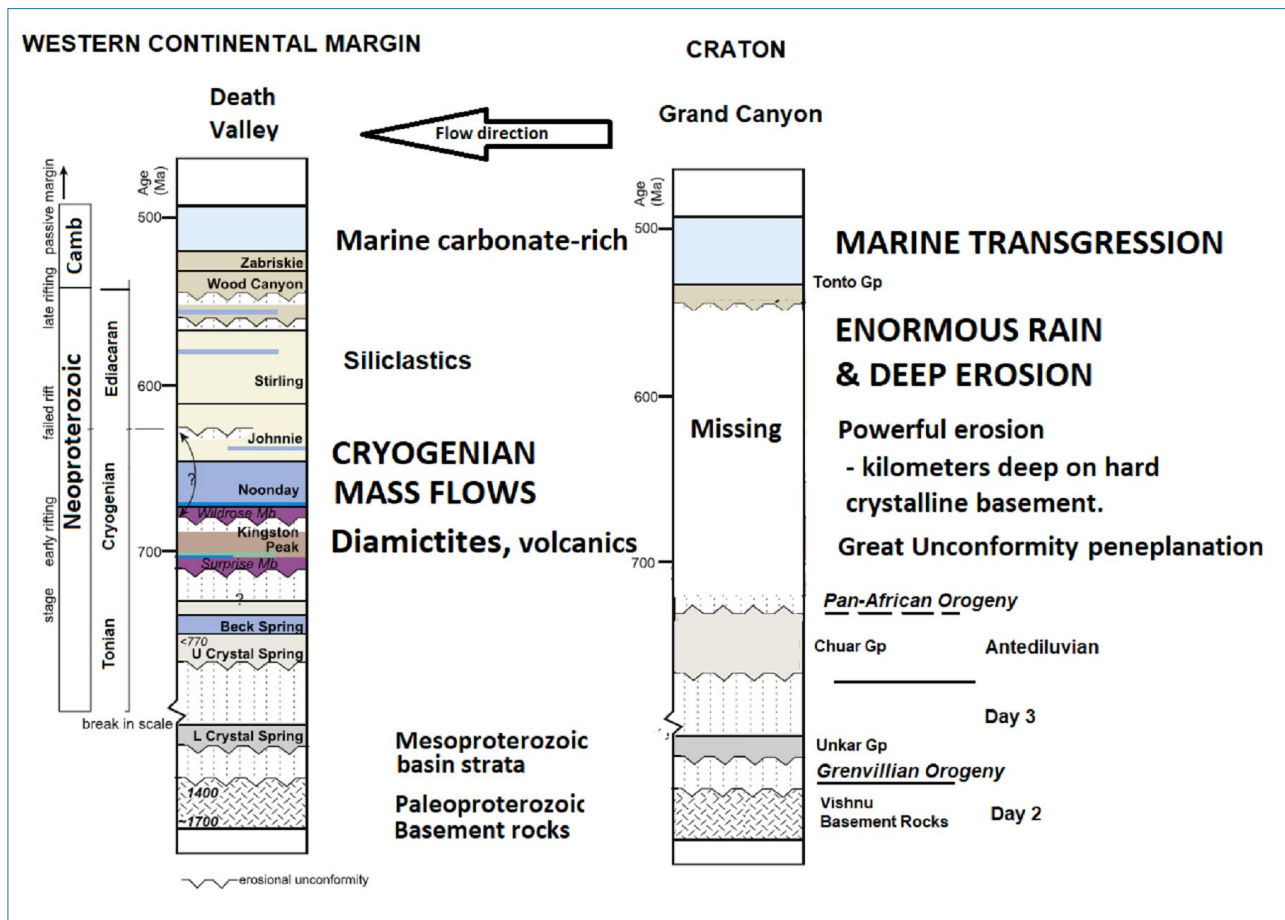 WESTERN CONTINENTAL MARGIN
CRATON
Death
Valley
Flow direction
Grand Canyon
Age
(Ma)
500
600
700
passive margin
late rifting
failed rift
early rifting
stage
Camb
Neoproterozoic
Ediacaran
Cryogenian
Tonian
break in scale
Zabriskie
Wood Canyon
Stirling
Johnnie
?
Noonday
Wildrose Mb
Kingston
Peak
Surprise Mb
?
Beck Spring
<770
U Crystal Spring
L Crystal Spring
1400
~1700
erosional unconformity
Marine carbonate-rich
Siliclastics
CRYOGENIAN
MASS FLOWS
Diamictites, volcanics
Mesoproterozoic
basin strata
Paleoproterozoic
Basement rocks
Age
(Ma)
500
600
700
Missing
MARINE TRANSGRESSION
Tonto Gp
ENORMOUS RAIN
& DEEP EROSION
Powerful erosion
- kilometers deep on hard
crystalline basement.
Great Unconformity peneplanation
Pan-African Orogeny
Chuar Gp
Antediluvian
Day 3
Unkar Gp
Grenvillian Orogeny
Vishnu
Basement Rocks
Day 2